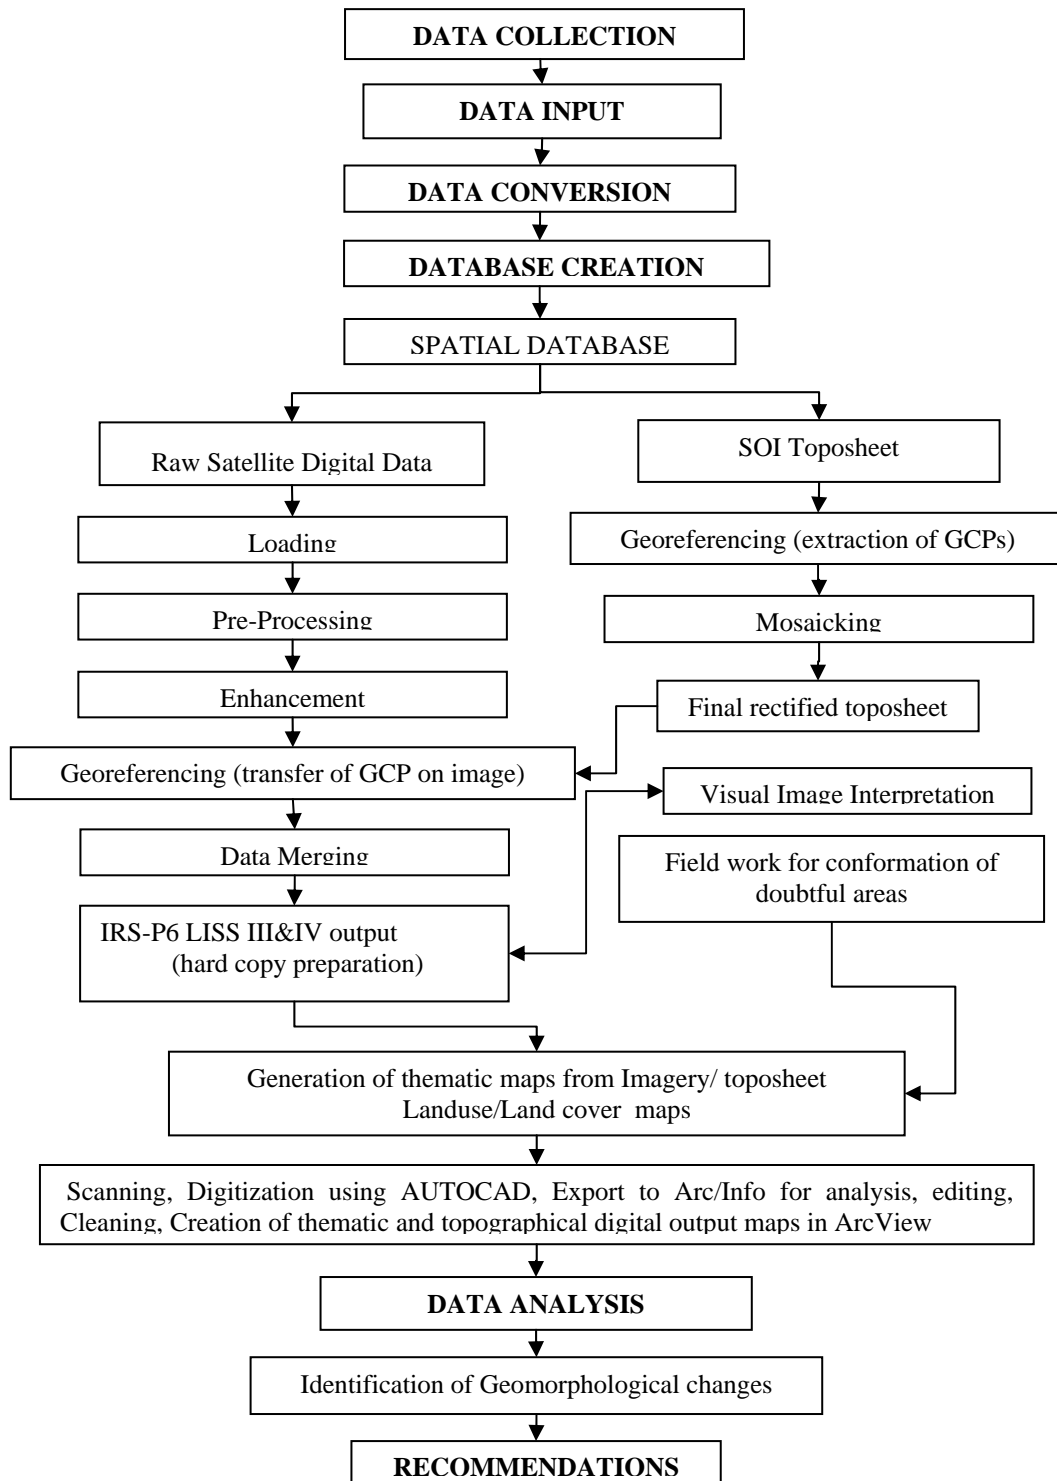 DATA COLLECTION
DATA INPUT
DATA CONVERSION
DATABASE CREATION
SPATIAL DATABASE
Raw Satellite Digital Data
Loading
Pre-Processing
Enhancement
Georeferencing (transfer of GCP on image)
Data Merging
IRS-P6 LISS III&IV output
(hard copy preparation)
SOI Toposheet
Georeferencing (extraction of GCPs)
Mosaicking
Final rectified toposheet
Visual Image Interpretation
Field work for conformation of
doubtful areas
Generation of thematic maps from Imagery/ toposheet
Landuse/Land cover maps
Scanning, Digitization using AUTOCAD, Export to Arc/Info for analysis, editing,
Cleaning, Creation of thematic and topographical digital output maps in ArcView
DATA ANALYSIS
Identification of Geomorphological changes
RECOMMENDATIONS